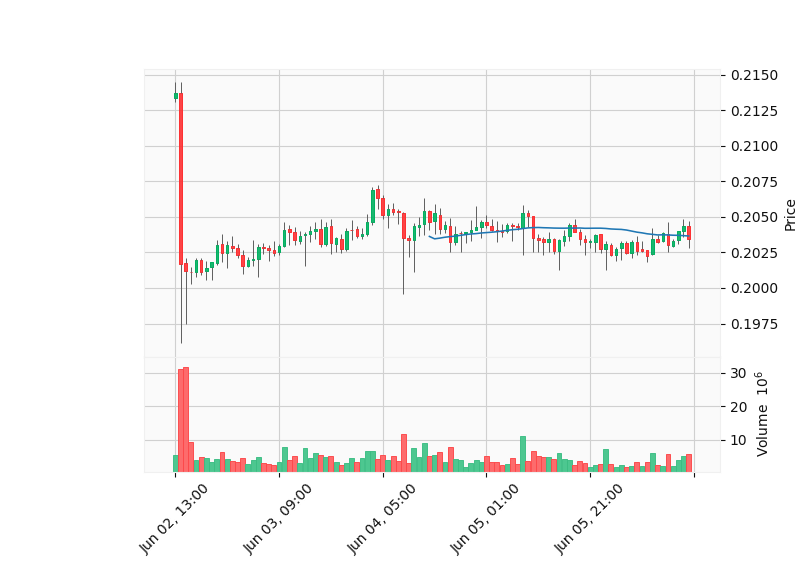 0.2150
0.2125
0.2100
0.2075
0.2050
0.2025
0.2000
0.1975
Price
30
20
10
Volume 10⁶
Jun 02, 13:00
Jun 03, 09:00
Jun 04, 05:00
Jun 05, 01:00
Jun 05, 21:00